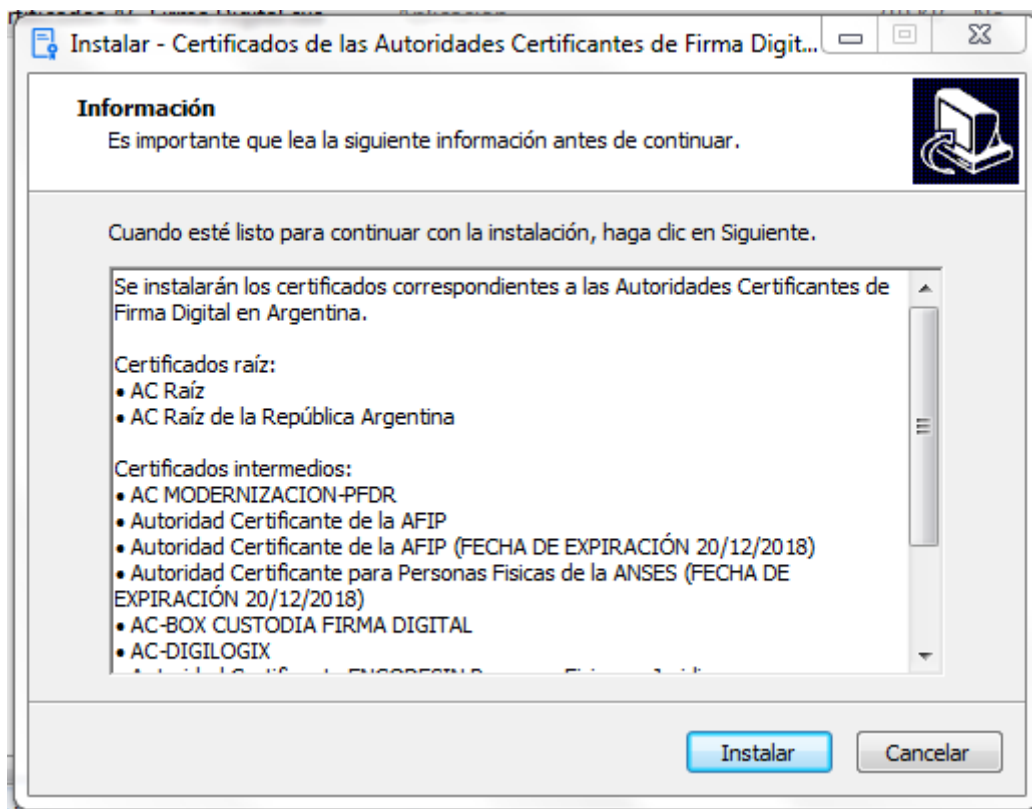 Instalar - Certificados de las Autoridades Certificantes de Firma Digit...
Información
Es importante que lea la siguiente información antes de continuar.
Cuando esté listo para continuar con la instalación, haga clic en Siguiente.
Se instalarán los certificados correspondientes a las Autoridades Certificantes de
Firma Digital en Argentina.
Certificados raíz:
• AC Raíz
• AC Raíz de la República Argentina
Certificados intermedios:
• AC MODERNIZACION-PFDR
• Autoridad Certificante de la AFIP
• Autoridad Certificante de la AFIP (FECHA DE EXPIRACIÓN 20/12/2018)
• Autoridad Certificante para Personas Fisicas de la ANSES (FECHA DE
EXPIRACIÓN 20/12/2018)
• AC-BOX CUSTODIA FIRMA DIGITAL
• AC-DIGILOGIX
Instalar
Cancelar